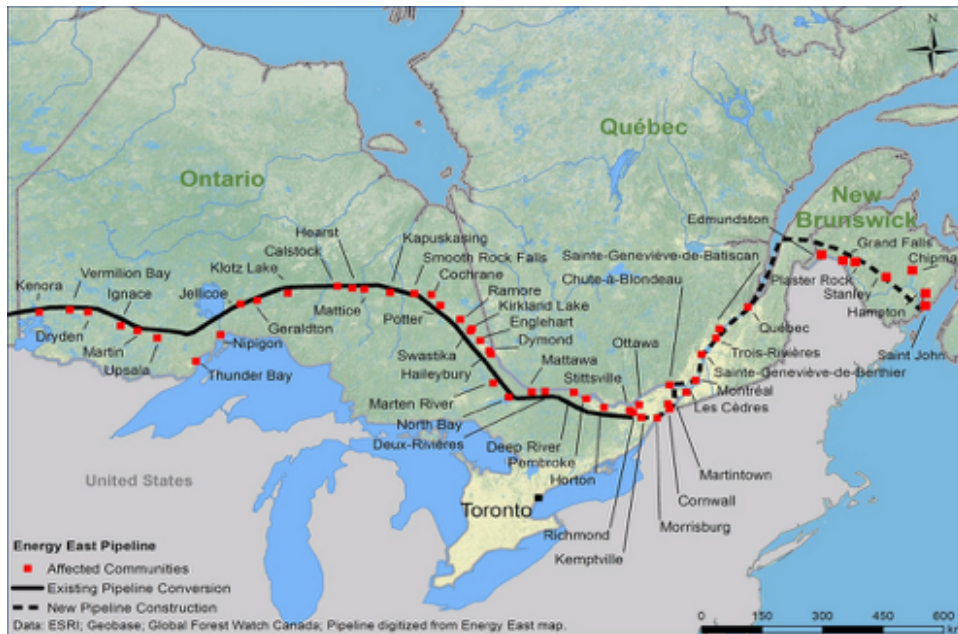 N
Québec
Ontario
New
Brunswick
Edmundston
Grand Falls
Chipma
Plaster Rock
Stanley
Hampton
Saint John
Hearst
Calstock
Kapuskasing
Smooth Rock Falls
Cochrane
Sainte-Geneviève-de-Batiscan
Chute-à-Blondeau
Klotz Lake
Vermilion Bay
Kenora
Ignace
Jellicoe
Ramore
Kirkland Lake
Englehart
Dymond
Mattice
Potter
Geraldton
Dryden
Martin
Upsala
Nipigon
Thunder Bay
Swastika
Haileybury
Mattawa
Ottawa
Stittsville
Québec
Trois-Rivières
Sainte-Geneviève-de-Berthier
Montréal
Les Cèdres
Marten River
North Bay
Deux-Rivières
Deep River
Pembroke
Horton
Martintown
Cornwall
Morrisburg
Richmond
Kemptville
United States
Toronto
Energy East Pipeline
Affected Communities
Existing Pipeline Conversion
New Pipeline Construction
Data: ESRI; Geobase; Global Forest Watch Canada; Pipeline digitized from Energy East map.
0 150 300 450 600